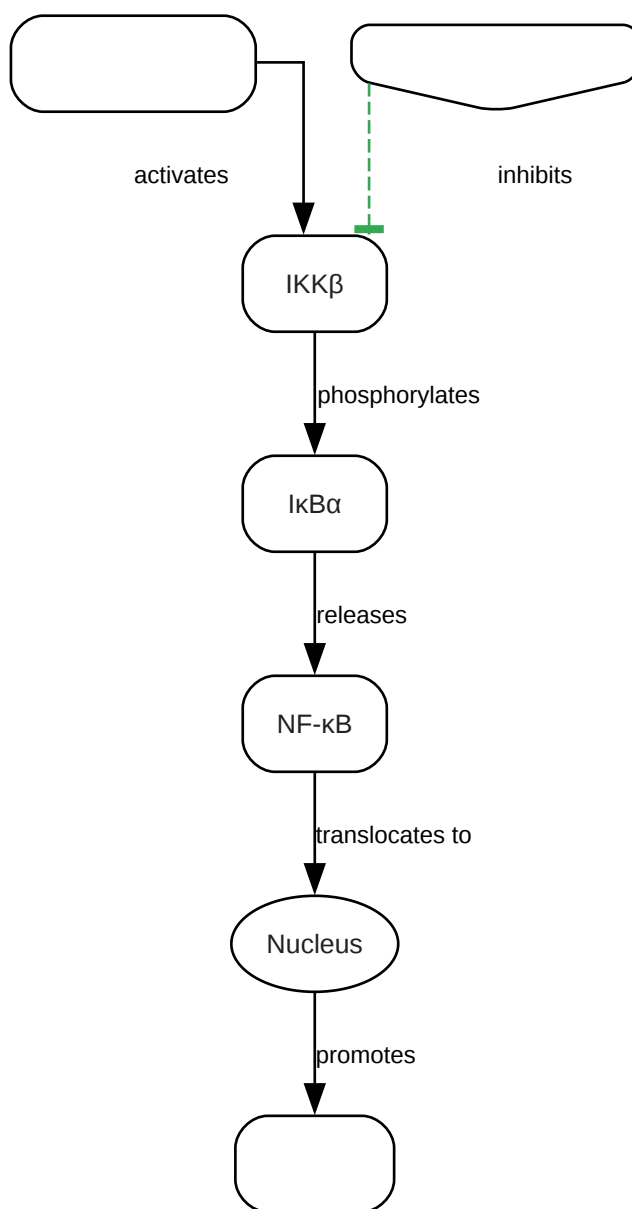 activates
inhibits
IKKβ
phosphorylates
IκBα
releases
NF-κB
translocates to
Nucleus
promotes